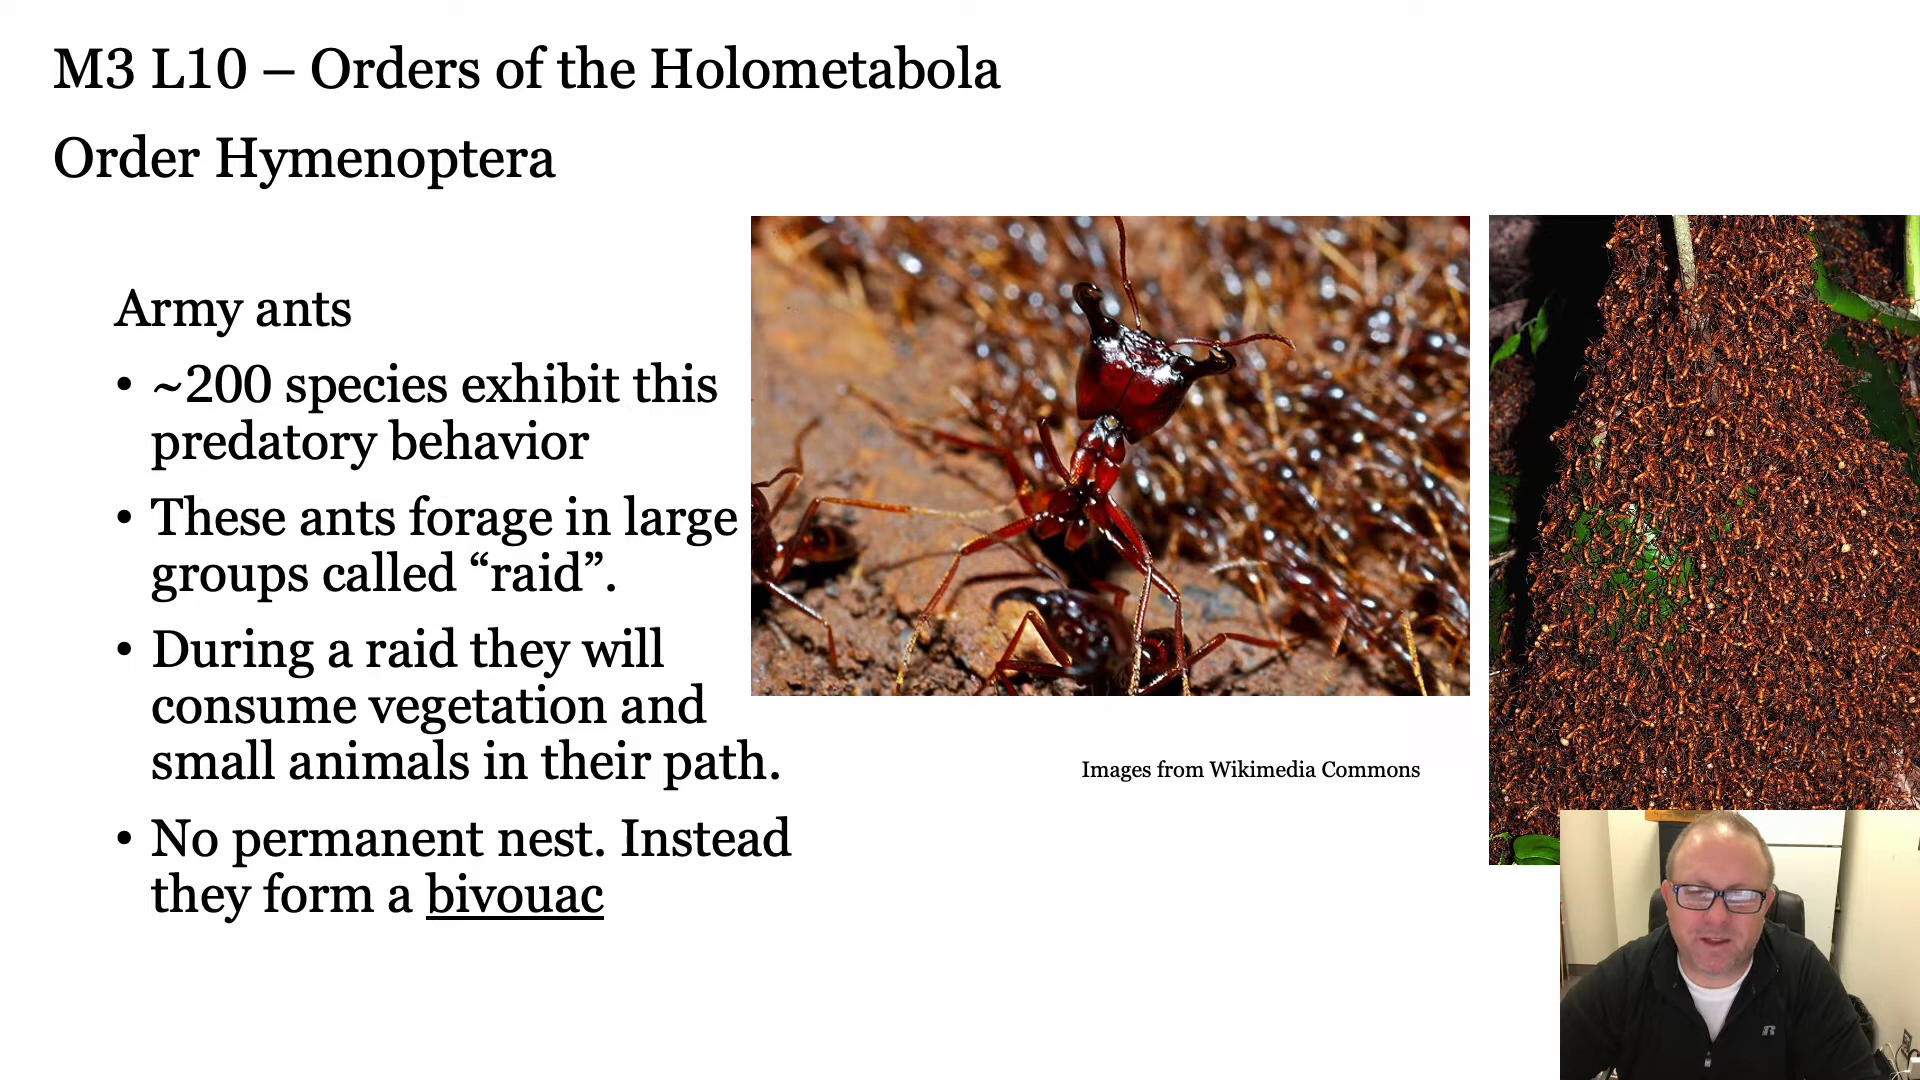 M3 L10 – Orders of the Holometabola
Order Hymenoptera
Army ants
• ~200 species exhibit this
predatory behavior
• These ants forage in large
groups called “raid”.
• During a raid they will
consume vegetation and
small animals in their path.
• No permanent nest. Instead
they form a bivouac
Images from Wikimedia Commons